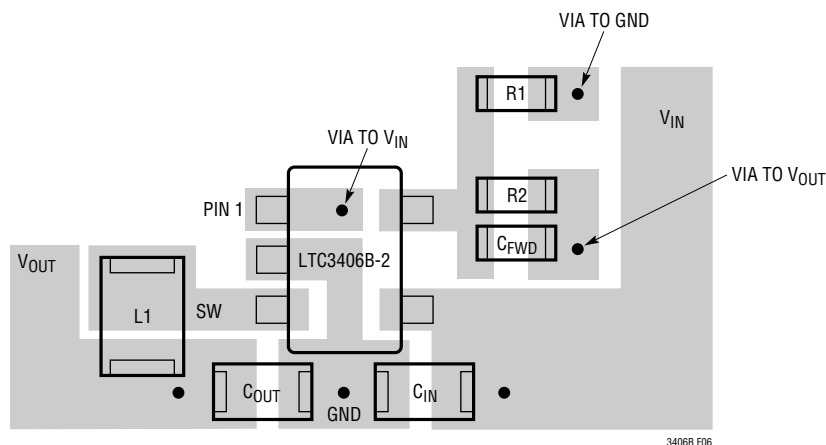 VIA TO GND
R1
VIN
VIA TO VIN
VIA TO VOUT
PIN 1
R2
CFWD
LTC3406B-2
VOUT
L1
SW
COUT
GND
CIN
3406B F06